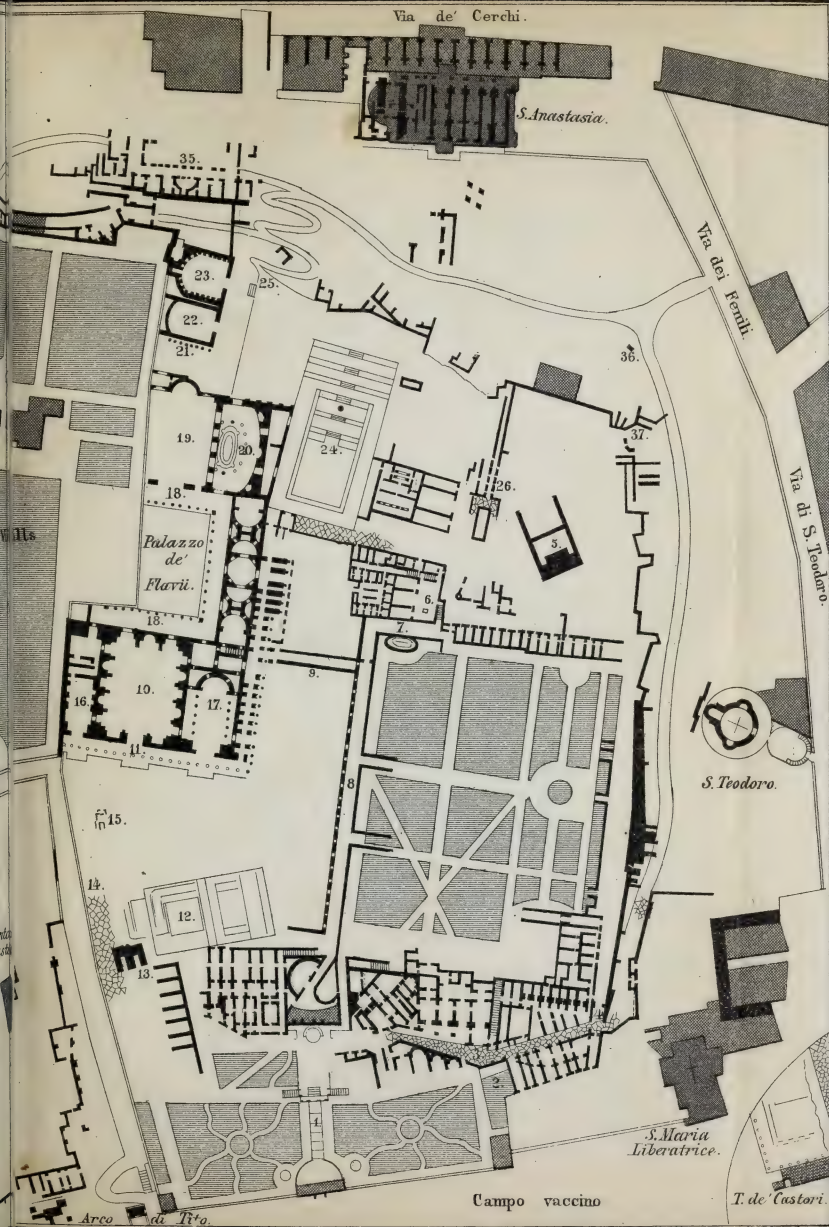 Via de' Cerchi.
S. Anastasia.
35.
Via dei Fenili.
23.
25.
22.
21.
36.
19.
20.
24.
37.
26.
18.
Via di S. Teodoro.
Palazzo
de'
Flavii.
5.
6.
18.
7.
9.
10.
16.
17.
11.
8
S. Teodoro.
15.
14.
12.
13.
2.
1.
S. Maria
Liberatrice.
Campo vaccino
T. de' Castori.
Arco di Tito.